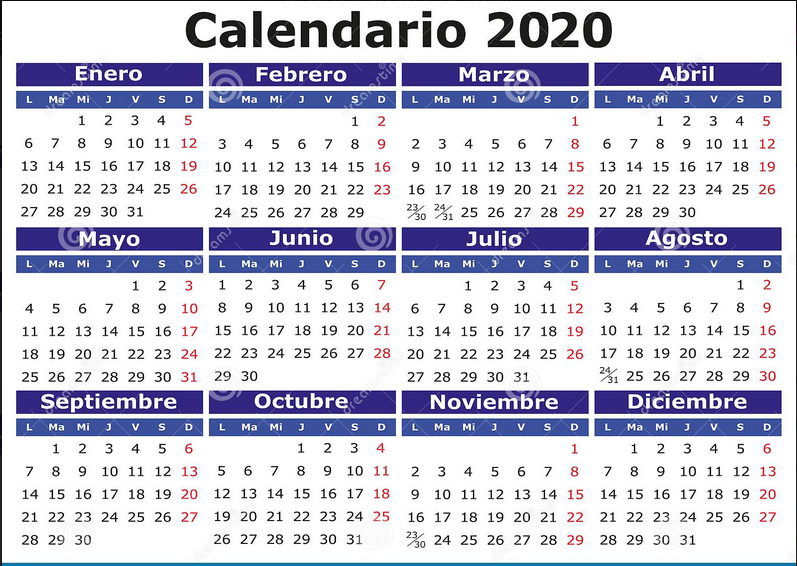 Calendario 2020
Enero
L Ma Mi J V S D
1 2 3 4 5
6 7 8 9 10 11 12
13 14 15 16 17 18 19
20 21 22 23 24 25 26
27 28 29 30 31
Febrero
L Ma Mi J V S D
1 2
3 4 5 6 7 8 9
10 11 12 13 14 15 16
17 18 19 20 21 22 23
24 25 26 27 28 29
Marzo
L Ma Mi J V S D
1
2 3 4 5 6 7 8
9 10 11 12 13 14 15
16 17 18 19 20 21 22
23/30 24/31 25 26 27 28 29
Abril
L Ma Mi J V S D
1 2 3 4 5
6 7 8 9 10 11 12
13 14 15 16 17 18 19
20 21 22 23 24 25 26
27 28 29 30
Mayo
L Ma Mi J V S D
1 2 3
4 5 6 7 8 9 10
11 12 13 14 15 16 17
18 19 20 21 22 23 24
25 26 27 28 29 30 31
Junio
L Ma Mi J V S D
1 2 3 4 5 6 7
8 9 10 11 12 13 14
15 16 17 18 19 20 21
22 23 24 25 26 27 28
29 30
Julio
L Ma Mi J V S D
1 2 3 4 5
6 7 8 9 10 11 12
13 14 15 16 17 18 19
20 21 22 23 24 25 26
27 28 29 30 31
Agosto
L Ma Mi J V S D
1 2
3 4 5 6 7 8 9
10 11 12 13 14 15 16
17 18 19 20 21 22 23
24/31 25 26 27 28 29 30
Septiembre
L Ma Mi J V S D
1 2 3 4 5 6
7 8 9 10 11 12 13
14 15 16 17 18 19 20
21 22 23 24 25 26 27
28 29 30
Octubre
L Ma Mi J V S D
1 2 3 4
5 6 7 8 9 10 11
12 13 14 15 16 17 18
19 20 21 22 23 24 25
26 27 28 29 30 31
Noviembre
L Ma Mi J V S D
1
2 3 4 5 6 7 8
9 10 11 12 13 14 15
16 17 18 19 20 21 22
23/30 24 25 26 27 28 29
Diciembre
L Ma Mi J V S D
1 2 3 4 5 6
7 8 9 10 11 12 13
14 15 16 17 18 19 20
21 22 23 24 25 26 27
28 29 30 31